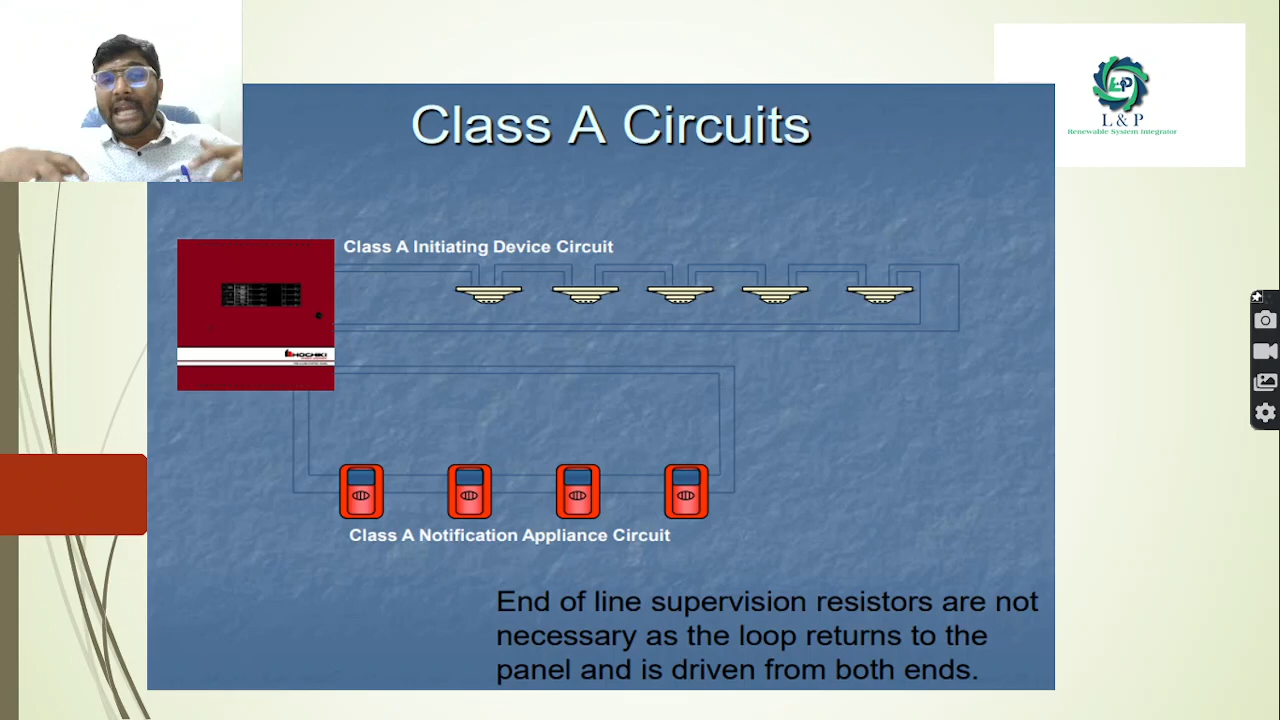 Class A Circuits
L & P
Renewable System Integrator
Class A Initiating Device Circuit
HOCHIKI
Class A Notification Appliance Circuit
End of line supervision resistors are not
necessary as the loop returns to the
panel and is driven from both ends.